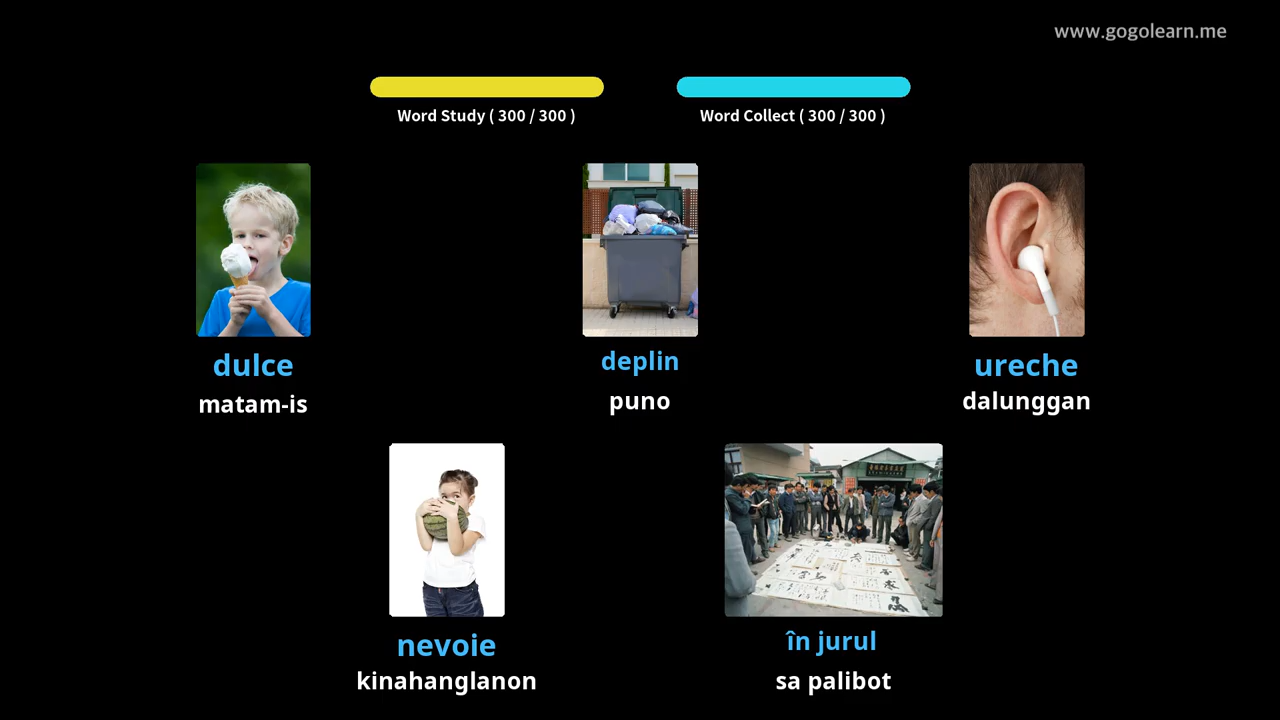 www.gogolearn.me
Word Study ( 300 / 300 )
Word Collect ( 300 / 300 )
dulce
matam-is
deplin
puno
ureche
dalunggan
nevoie
kinahanglanon
în jurul
sa palibot